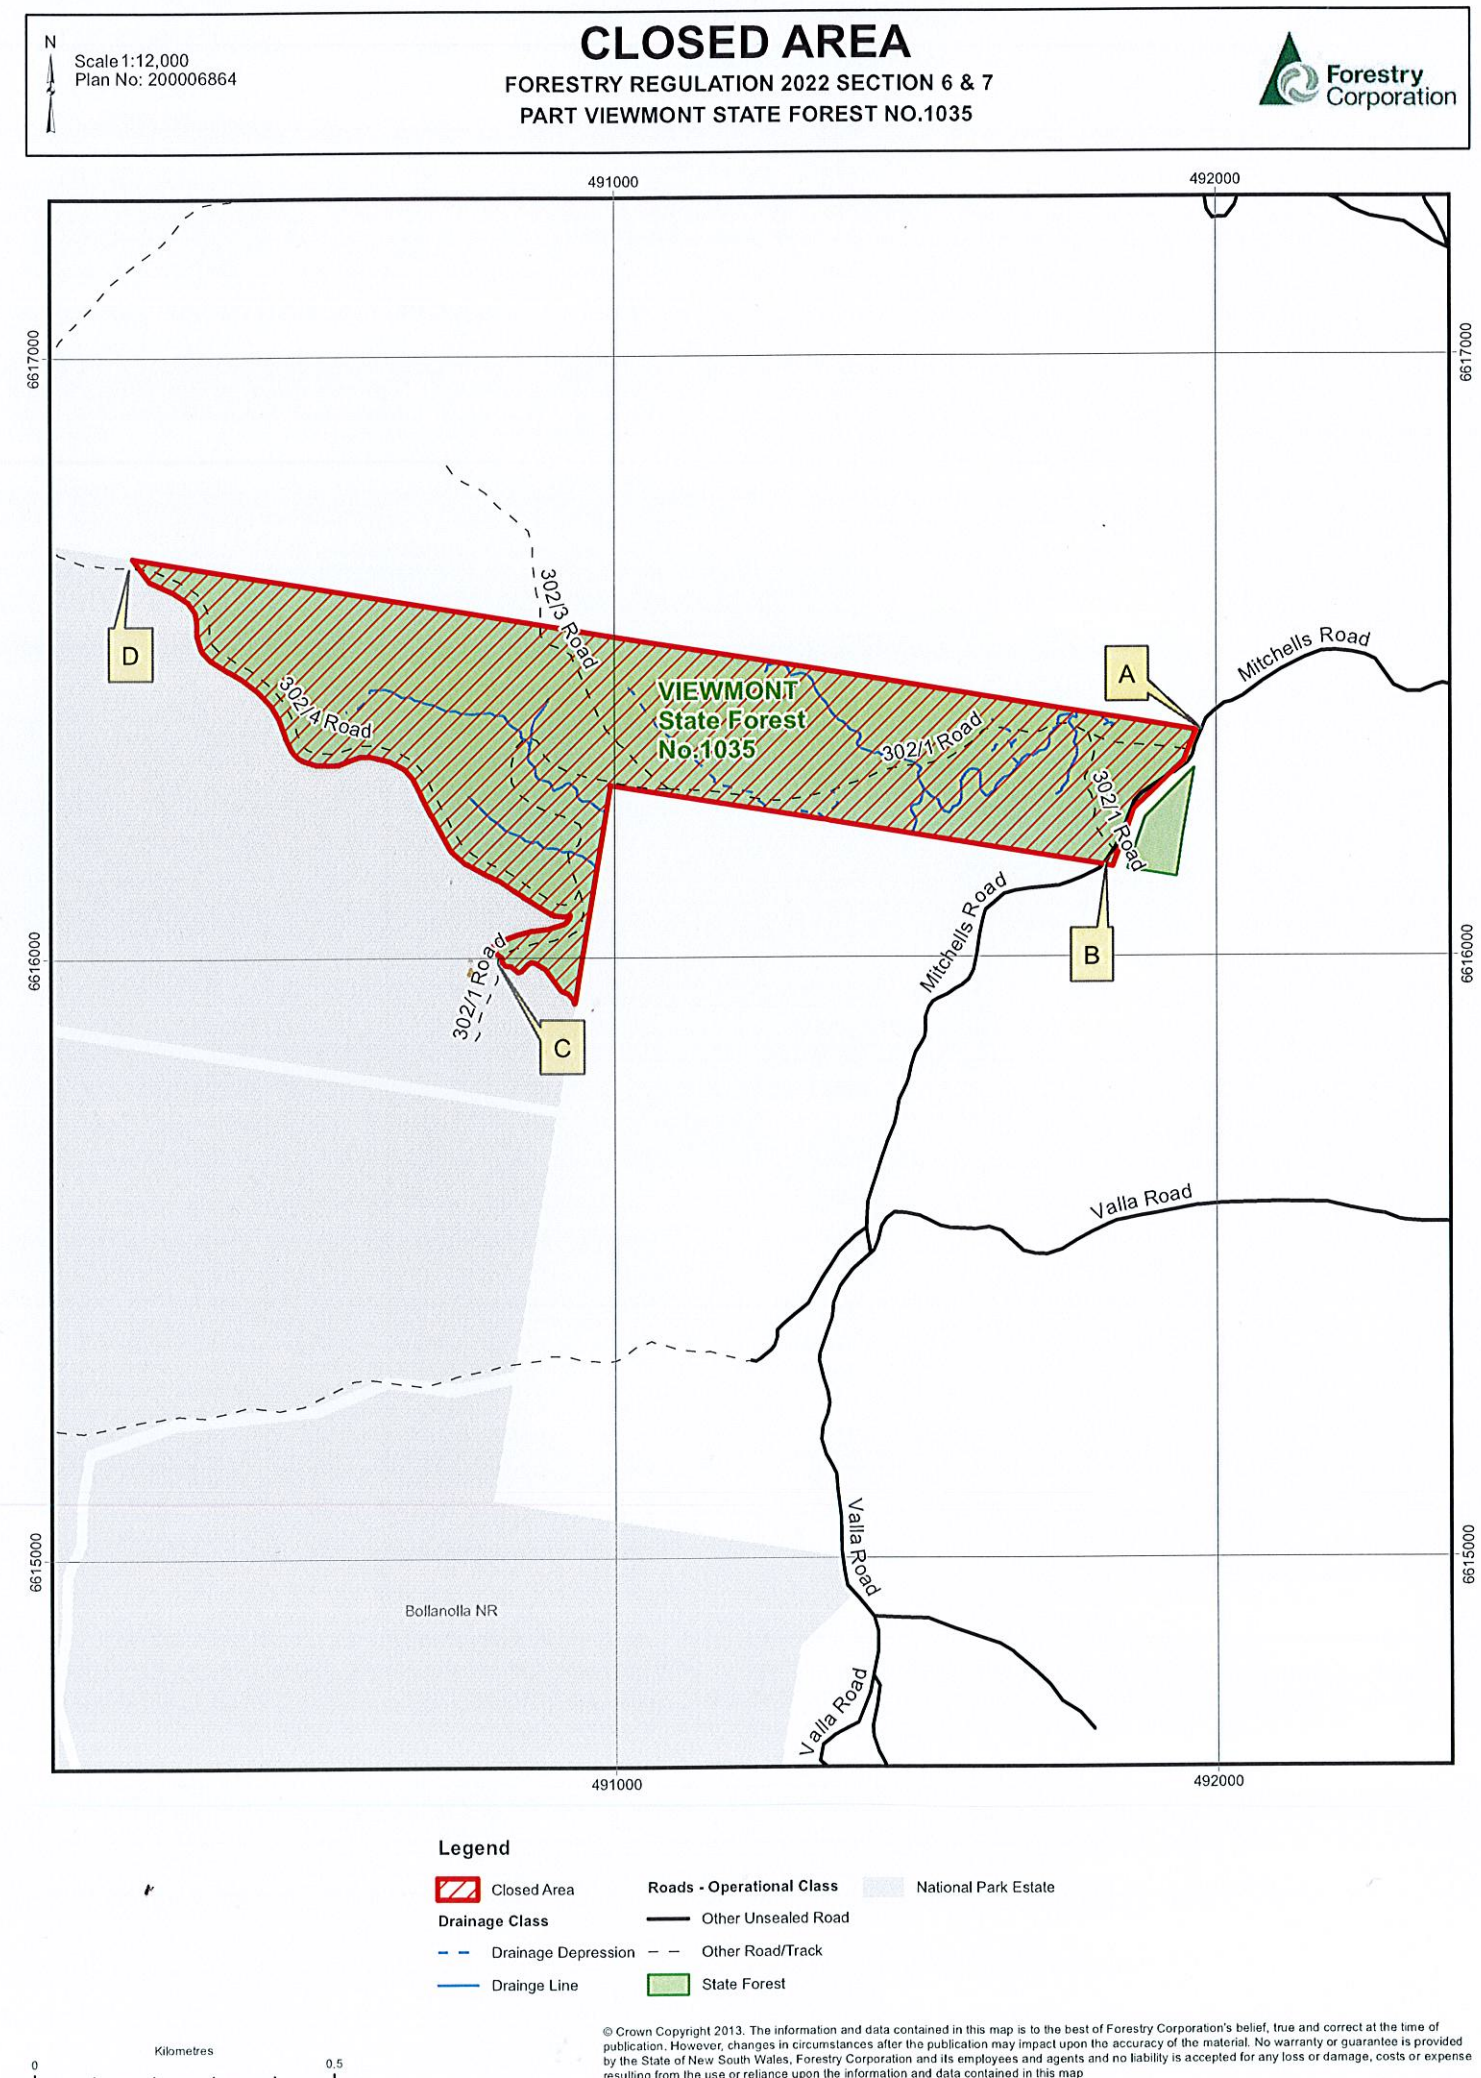 N
Scale 1:12,000
Plan No: 200006864
CLOSED AREA
FORESTRY REGULATION 2022 SECTION 6 & 7
PART VIEWMONT STATE FOREST NO.1035
Forestry
Corporation
491000
492000
6617000
6617000
302/3 Road
D
A
Mitchells Road
302/4 Road
VIEWMONT
State Forest
No.1035
302/1 Road
302/1 Road
Mitchells Road
B
6616000
6616000
302/1 Road
C
Valla Road
6615000
6615000
Valla Road
Bollanolla NR
Valla Road
491000
492000
Legend
Closed Area
Roads - Operational Class
National Park Estate
Drainage Class
Other Unsealed Road
Drainage Depression
Other Road/Track
Drainge Line
State Forest
Kilometres
0
0.5
© Crown Copyright 2013. The information and data contained in this map is to the best of Forestry Corporation's belief, true and correct at the time of
publication. However, changes in circumstances after the publication may impact upon the accuracy of the material. No warranty or guarantee is provided
by the State of New South Wales, Forestry Corporation and its employees and agents and no liability is accepted for any loss or damage, costs or expense
resulting from the use or reliance upon the information and data contained in this map